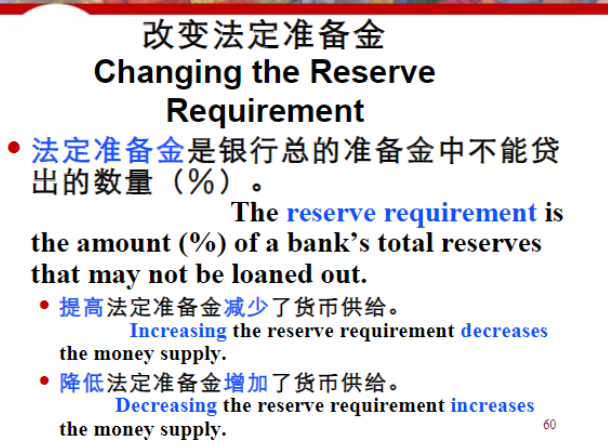 改变法定准备金
Changing the Reserve
Requirement
• 法定准备金是银行总的准备金中不能贷
出的数量（%）。
The reserve requirement is
the amount (%) of a bank’s total reserves
that may not be loaned out.
• 提高法定准备金减少了货币供给。
Increasing the reserve requirement decreases
the money supply.
• 降低法定准备金增加了货币供给。
Decreasing the reserve requirement increases
the money supply.
60